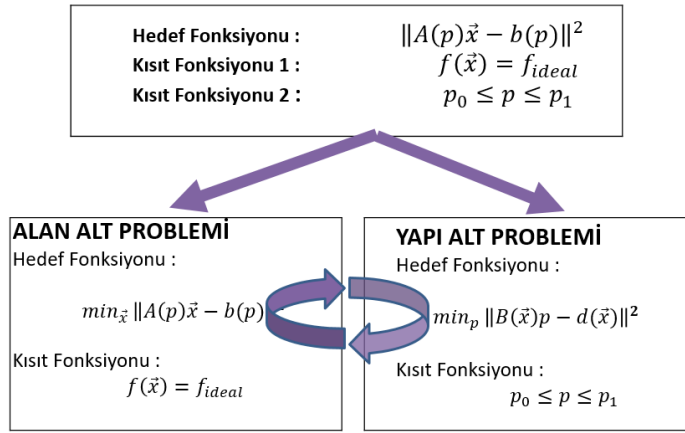 Hedef Fonksiyonu : ‖A(p)x⃗ − b(p)‖²
Kısıt Fonksiyonu 1 : f(x⃗) = f_ideal
Kısıt Fonksiyonu 2 : p₀ ≤ p ≤ p₁
ALAN ALT PROBLEMİ
Hedef Fonksiyonu :
min_x⃗ ‖A(p)x⃗ − b(p)
Kısıt Fonksiyonu :
f(x⃗) = f_ideal
YAPI ALT PROBLEMİ
Hedef Fonksiyonu :
min_p ‖B(x⃗)p − d(x⃗)‖²
Kısıt Fonksiyonu :
p₀ ≤ p ≤ p₁